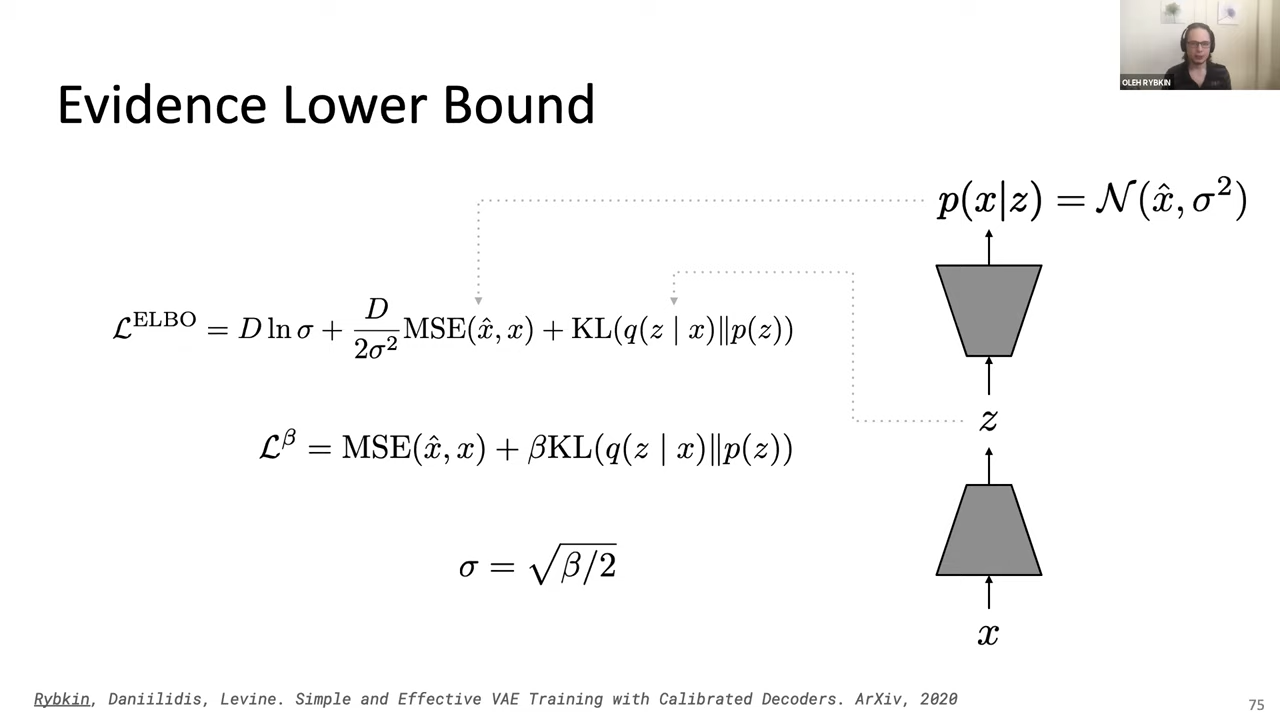 OLEH RYBKIN
Evidence Lower Bound
p(x|z) = 𝒩(x̂, σ²)
ℒ^ELBO = D ln σ + D/2σ² MSE(x̂, x) + KL(q(z | x)‖p(z))
z
ℒ^β = MSE(x̂, x) + βKL(q(z | x)‖p(z))
σ = √β/2
x
Rybkin, Daniilidis, Levine. Simple and Effective VAE Training with Calibrated Decoders. ArXiv, 2020
75